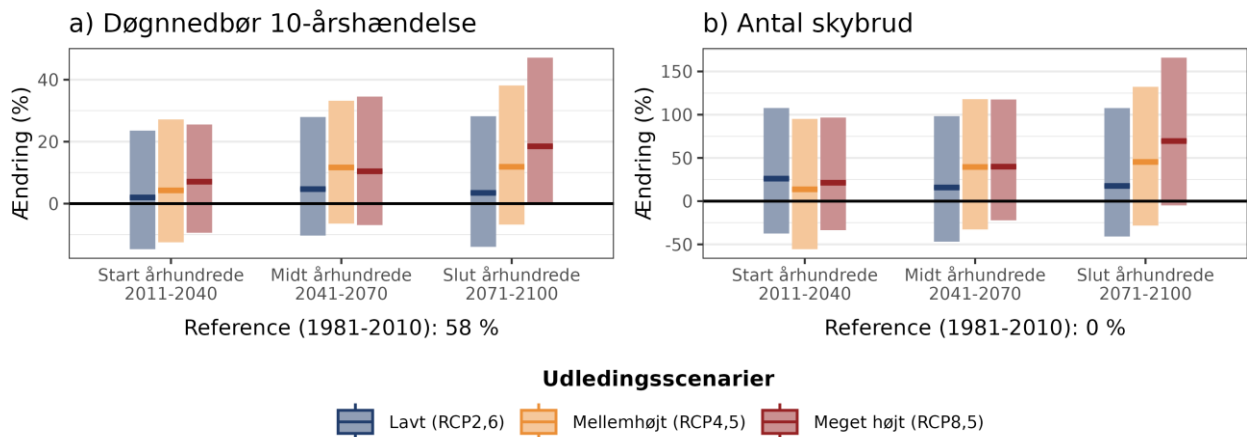 a) Døgnnedbør 10-årshændelse
b) Antal skybrud
Ændring (%)
40
20
0
Start århundrede
2011-2040
Midt århundrede
2041-2070
Slut århundrede
2071-2100
Reference (1981-2010): 58 %
Ændring (%)
150
100
50
0
-50
Start århundrede
2011-2040
Midt århundrede
2041-2070
Slut århundrede
2071-2100
Reference (1981-2010): 0 %
Udledingsscenarier
Lavt (RCP2,6)
Mellemhøjt (RCP4,5)
Meget højt (RCP8,5)